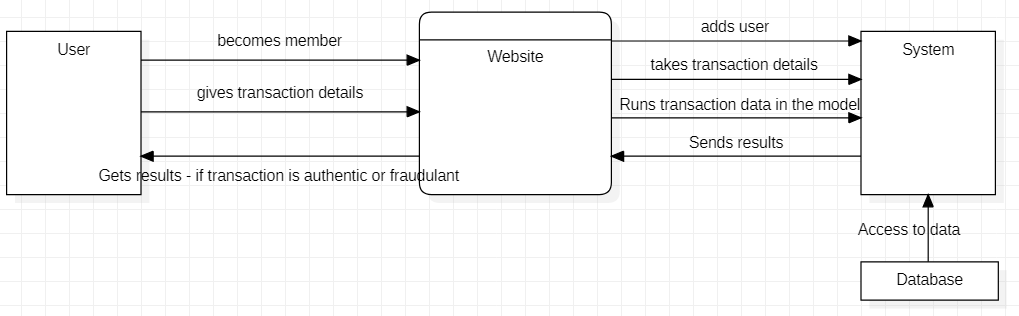 User
becomes member
gives transaction details
Gets results - if transaction is authentic or fraudulant
Website
adds user
takes transaction details
Runs transaction data in the model
Sends results
System
Access to data
Database